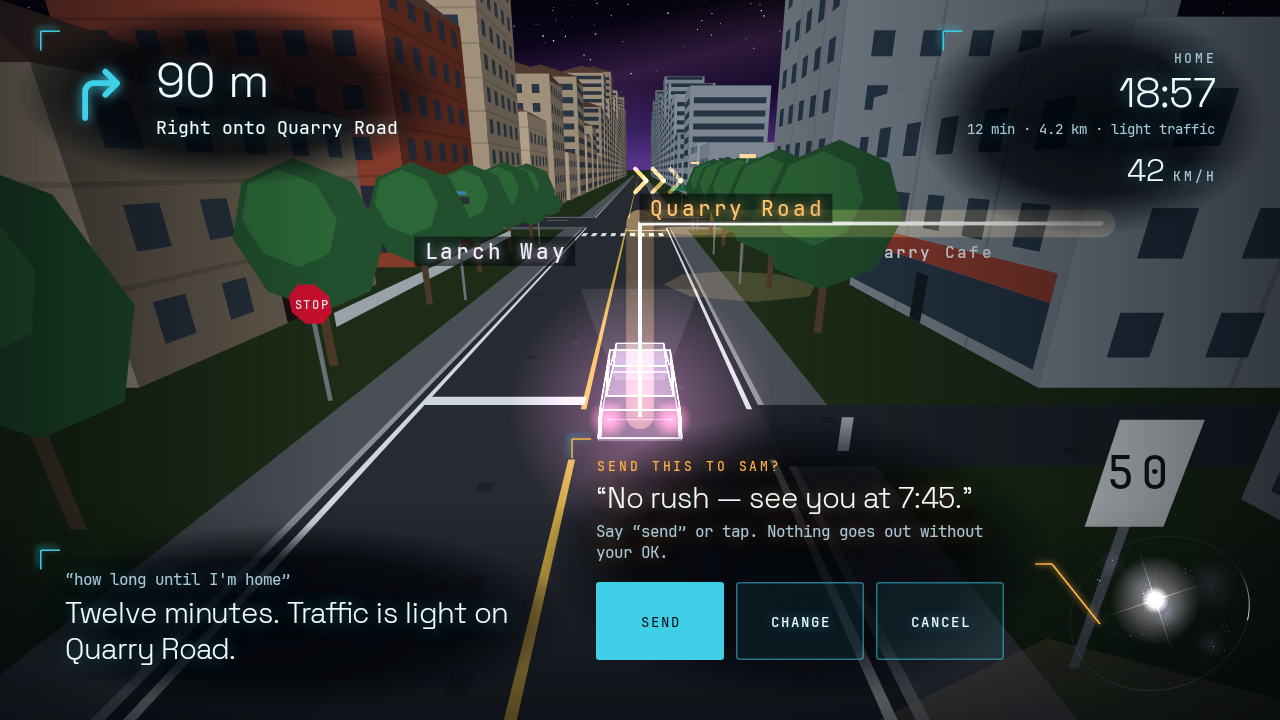 90 m
Right onto Quarry Road
HOME
18:57
12 min · 4.2 km · light traffic
42 KM/H
Quarry Road
Larch Way
arry Cafe
STOP
50
SEND THIS TO SAM?
“No rush — see you at 7:45.”
Say “send” or tap. Nothing goes out without
your OK.
SEND
CHANGE
CANCEL
“how long until I'm home”
Twelve minutes. Traffic is light on
Quarry Road.